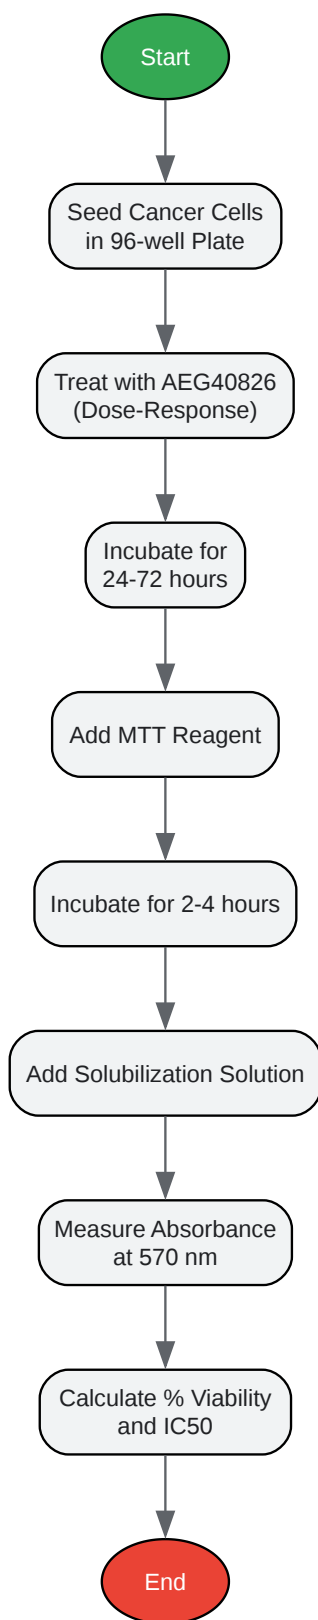 Start
Seed Cancer Cells
in 96-well Plate
Treat with AEG40826
(Dose-Response)
Incubate for
24-72 hours
Add MTT Reagent
Incubate for 2-4 hours
Add Solubilization Solution
Measure Absorbance
at 570 nm
Calculate % Viability
and IC50
End